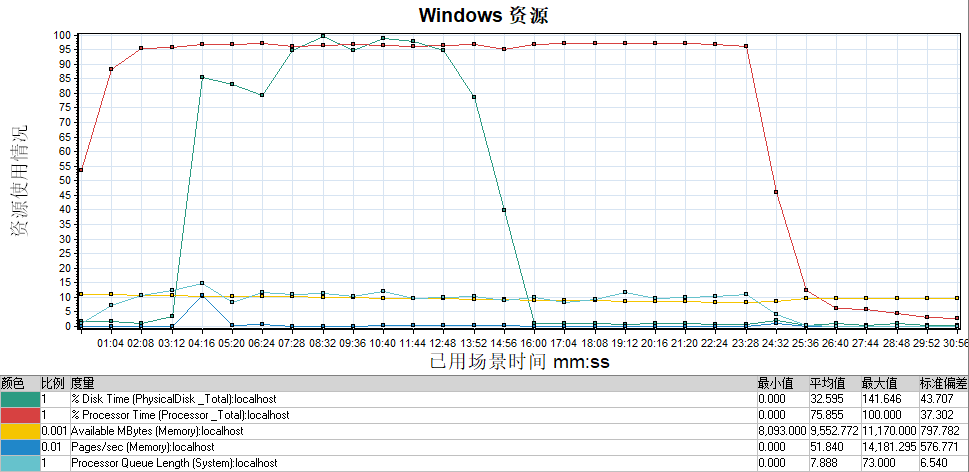 Windows 资源
资源使用情况
100
95
90
85
80
75
70
65
60
55
50
45
40
35
30
25
20
15
10
5
0
01:04 02:08 03:12 04:16 05:20 06:24 07:28 08:32 09:36 10:40 11:44 12:48 13:52 14:56 16:00 17:04 18:08 19:12 20:16 21:20 22:24 23:28 24:32 25:36 26:40 27:44 28:48 29:52 30:56
已用场景时间 mm:ss
颜色 比例 度量 最小值 平均值 最大值 标准偏差
1 % Disk Time (PhysicalDisk _Total):localhost 0.000 32.595 141.646 43.707
1 % Processor Time (Processor _Total):localhost 0.000 75.855 100.000 37.302
0.001 Available MBytes (Memory):localhost 8,093.000 9,552.772 11,170.000 797.782
0.01 Pages/sec (Memory):localhost 0.000 51.840 14,181.295 576.771
1 Processor Queue Length (System):localhost 0.000 7.888 73.000 6.540